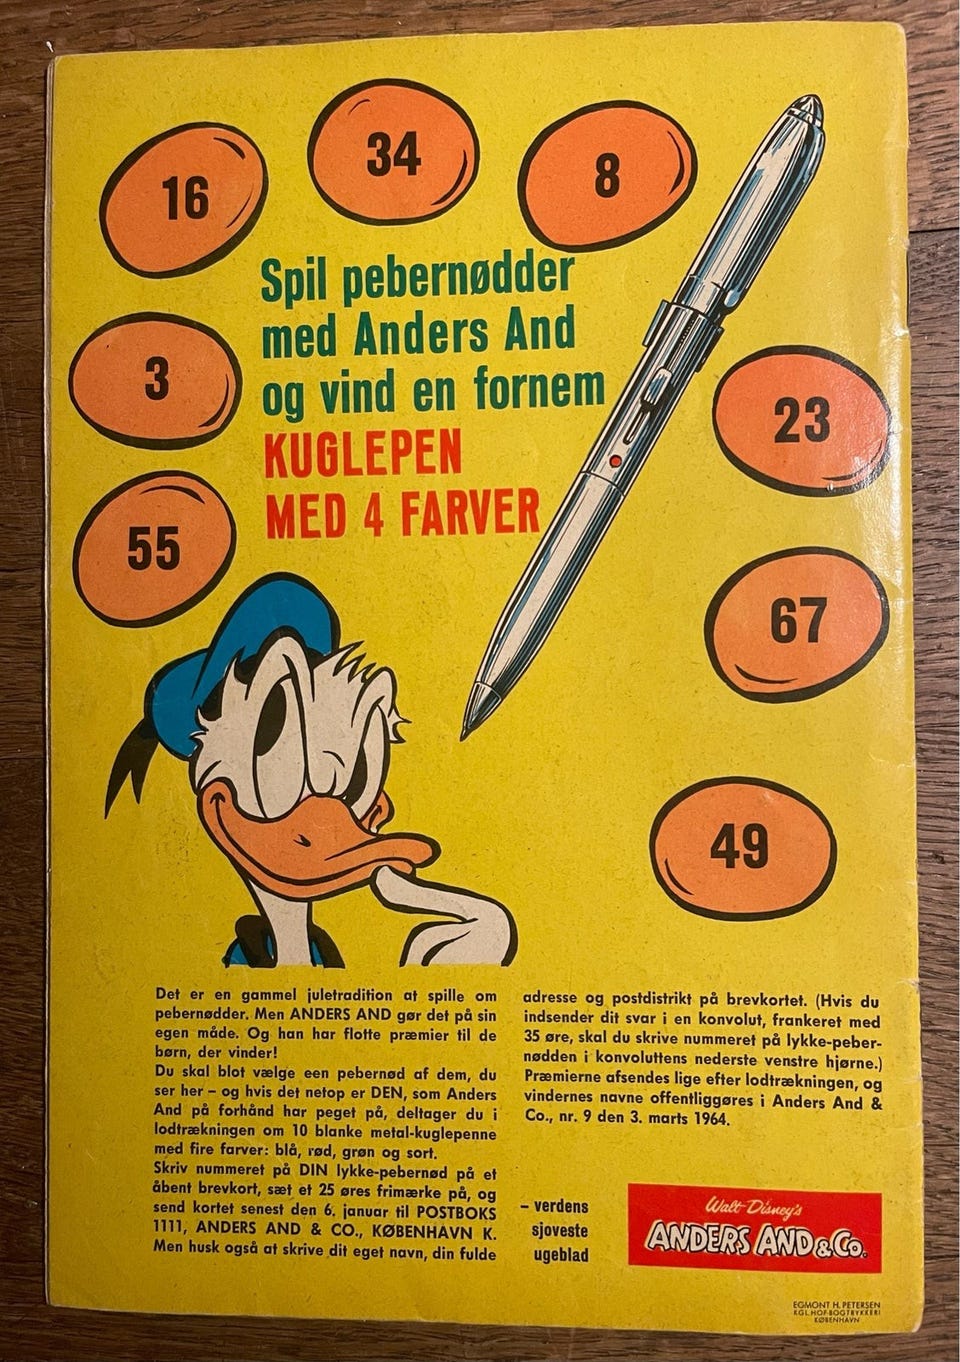 16
34
8
Spil pebernødder
med Anders And
og vind en fornem
KUGLEPEN
MED 4 FARVER
3
23
55
67
49
Det er en gammel juletradition at spille om
pebernødder. Men ANDERS AND gør det på sin
egen måde. Og han har flotte præmier til de
børn, der vinder!
Du skal blot vælge een pebernød af dem, du
ser her – og hvis det netop er DEN, som Anders
And på forhånd har peget på, deltager du i
lodtrækningen om 10 blanke metal-kuglepenne
med fire farver: blå, rød, grøn og sort.
Skriv nummeret på DIN lykke-pebernød på et
åbent brevkort, sæt et 25 øres frimærke på, og
send kortet senest den 6. januar til POSTBOKS
1111, ANDERS AND & CO., KØBENHAVN K.
Men husk også at skrive dit eget navn, din fulde
adresse og postdistrikt på brevkortet. (Hvis du
indsender dit svar i en konvolut, frankeret med
35 øre, skal du skrive nummeret på lykke-peber-
nødden i konvoluttens nederste venstre hjørne.)
Præmierne afsendes lige efter lodtrækningen, og
vindernes navne offentliggøres i Anders And &
Co., nr. 9 den 3. marts 1964.
– verdens
sjoveste
ugeblad
Walt Disney's
ANDERS AND & Co.
EGMONT H. PETERSEN
KGL. HOF-BOGTRYKKERI
KØBENHAVN